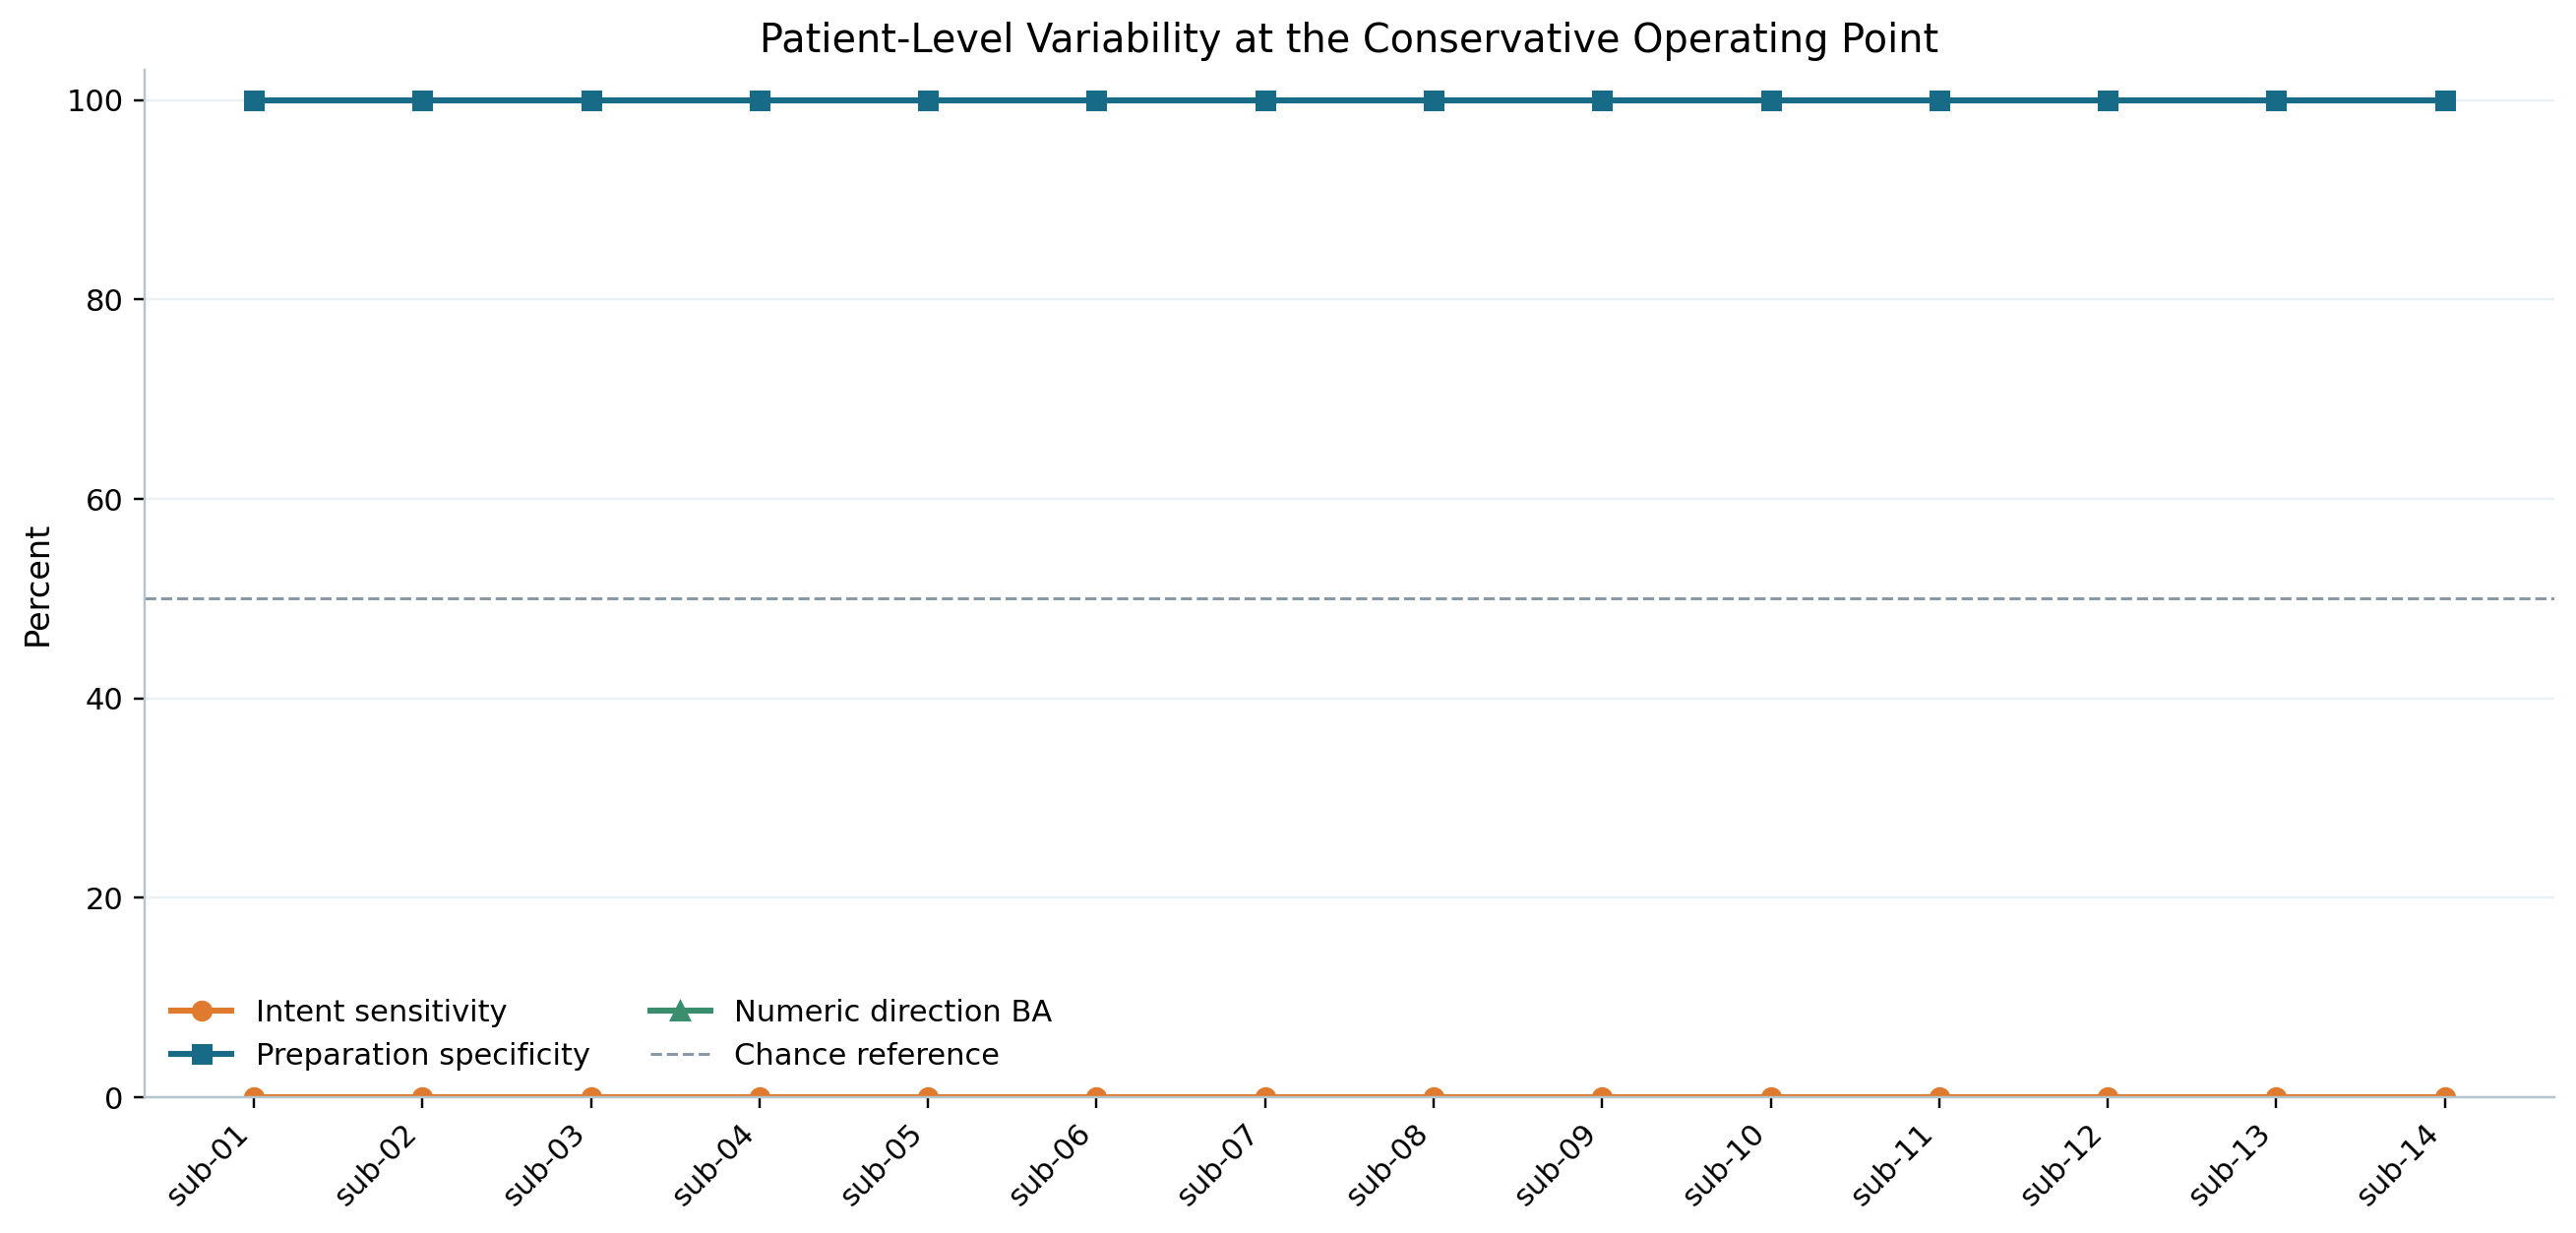 Patient-Level Variability at the Conservative Operating Point
Percent
100
80
60
40
20
0
Intent sensitivity
Preparation specificity
Numeric direction BA
Chance reference
sub-01
sub-02
sub-03
sub-04
sub-05
sub-06
sub-07
sub-08
sub-09
sub-10
sub-11
sub-12
sub-13
sub-14